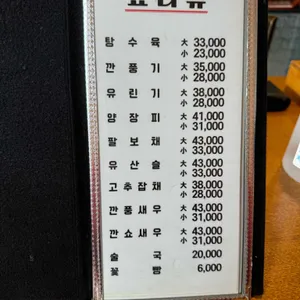 요리류
탕 수 육 大 33,000
小 23,000
깐 풍 기 大 35,000
小 28,000
유 린 기 大 38,000
小 28,000
양 장 피 大 41,000
小 31,000
팔 보 채 大 43,000
小 33,000
유 산 슬 大 43,000
小 33,000
고 추 잡 채 大 38,000
小 28,000
깐 풍 새 우 大 43,000
小 31,000
깐 쇼 새 우 大 43,000
小 31,000
술 국 20,000
꽃 빵 6,000